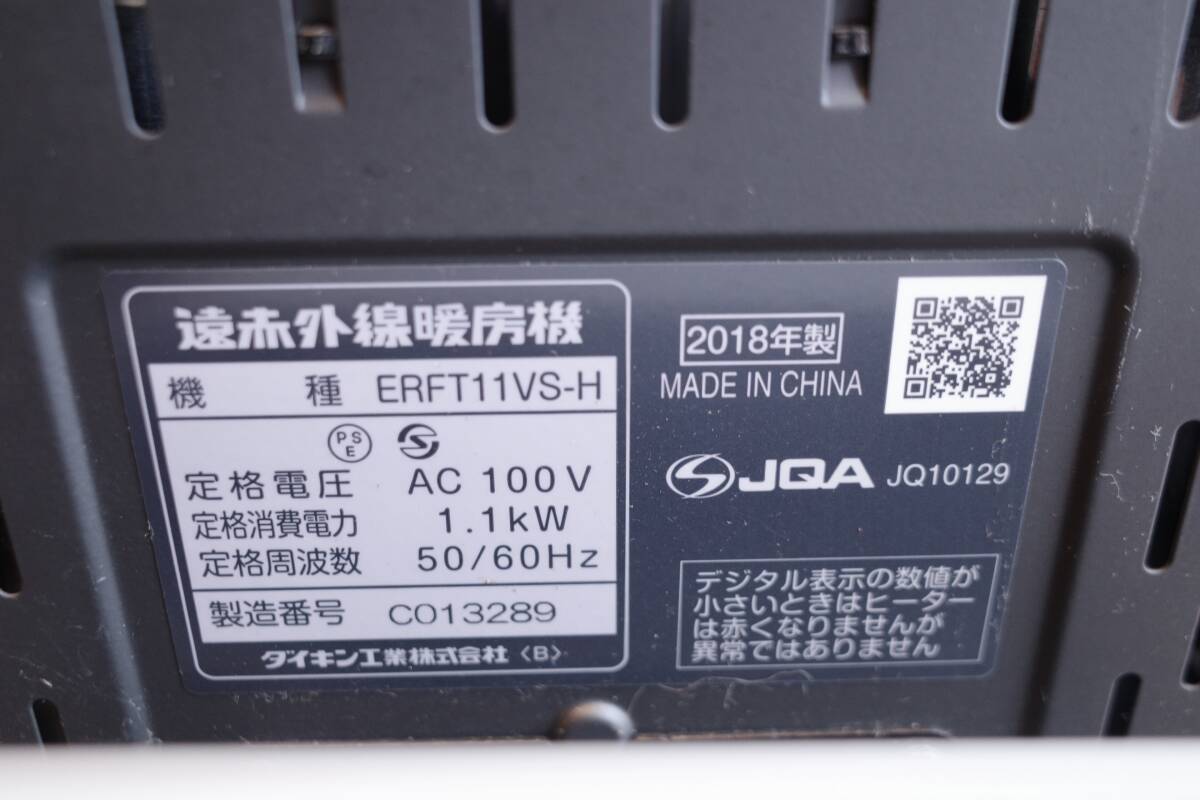 遠赤外線暖房機
機 種 ERFT11VS-H
PS
E
定格電圧 AC 100V
定格消費電力 1.1kW
定格周波数 50/60Hz
製造番号 C013289
ダイキン工業株式会社〈B〉
2018年製
MADE IN CHINA
JQA JQ10129
デジタル表示の数値が
小さいときはヒーター
は赤くなりませんが
異常ではありません